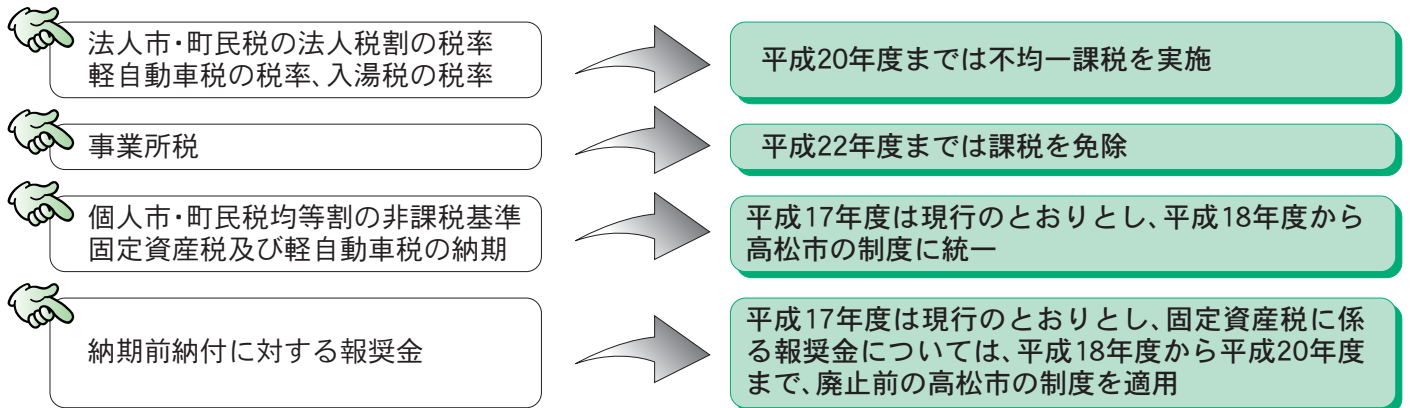 法人市・町民税の法人税割の税率
軽自動車税の税率、入湯税の税率
平成20年度までは不均一課税を実施
事業所税
平成22年度までは課税を免除
個人市・町民税均等割の非課税基準
固定資産税及び軽自動車税の納期
平成17年度は現行のとおりとし、平成18年度から
高松市の制度に統一
納期前納付に対する報奨金
平成17年度は現行のとおりとし、固定資産税に係
る報奨金については、平成18年度から平成20年度
まで、廃止前の高松市の制度を適用